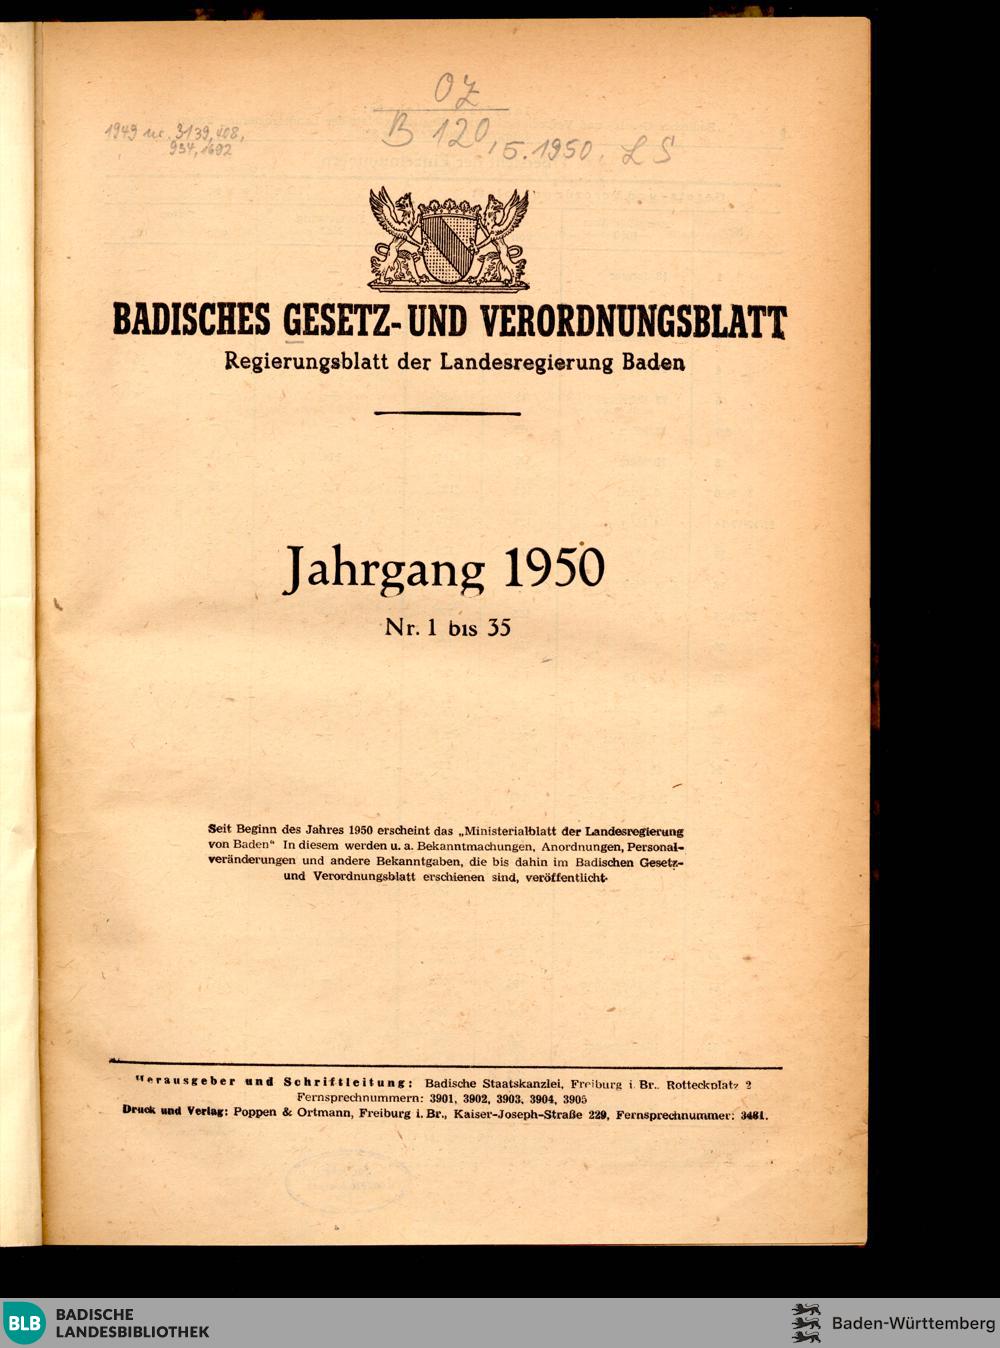 OZ
B 120, 5.1950. LS
1949 nr. 3139, 408,
934, 1692
BADISCHES GESETZ- UND VERORDNUNGSBLATT
Regierungsblatt der Landesregierung Baden
Jahrgang 1950
Nr. 1 bis 35
Seit Beginn des Jahres 1950 erscheint das „Ministerialblatt der Landesregierung
von Baden“ In diesem werden u. a. Bekanntmachungen, Anordnungen, Personal-
veränderungen und andere Bekanntgaben, die bis dahin im Badischen Gesetz-
und Verordnungsblatt erschienen sind, veröffentlicht.
Herausgeber und Schriftleitung: Badische Staatskanzlei, Freiburg i. Br., Rotteckplatz 2
Fernsprechnummern: 3901, 3902, 3903, 3904, 3905
Druck und Verlag: Poppen & Ortmann, Freiburg i. Br., Kaiser-Joseph-Straße 229, Fernsprechnummer: 3481.
BLB BADISCHE
LANDESBIBLIOTHEK
Baden-Württemberg